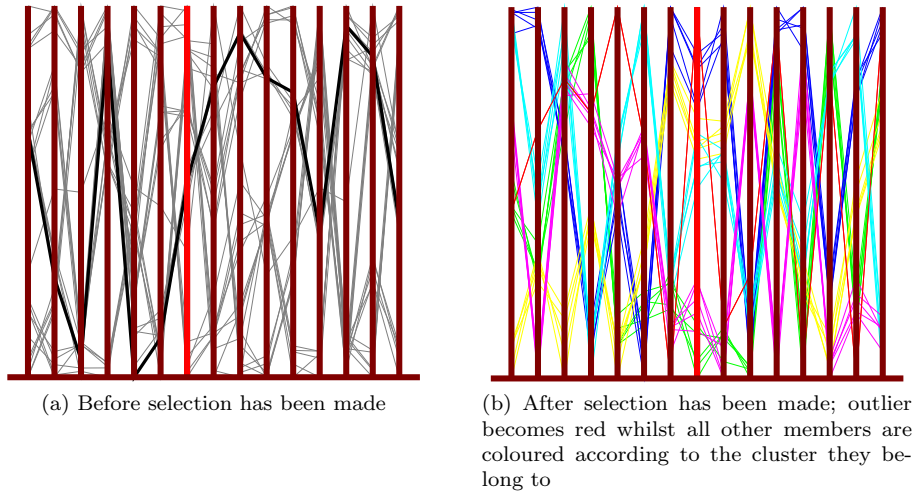 (a) Before selection has been made
(b) After selection has been made; outlier
becomes red whilst all other members are
coloured according to the cluster they be-
long to